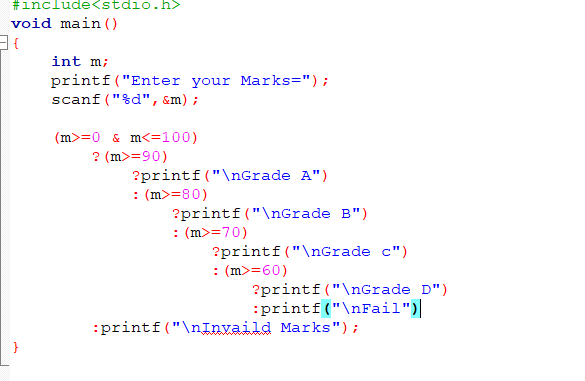 #include<stdio.h>
void main()
{
int m;
printf("Enter your Marks=");
scanf("%d",&m);
(m>=0 & m<=100)
?(m>=90)
?printf("\nGrade A")
:(m>=80)
?printf("\nGrade B")
:(m>=70)
?printf("\nGrade c")
:(m>=60)
?printf("\nGrade D")
:printf("\nFail")
:printf("\nInvaild Marks");
}